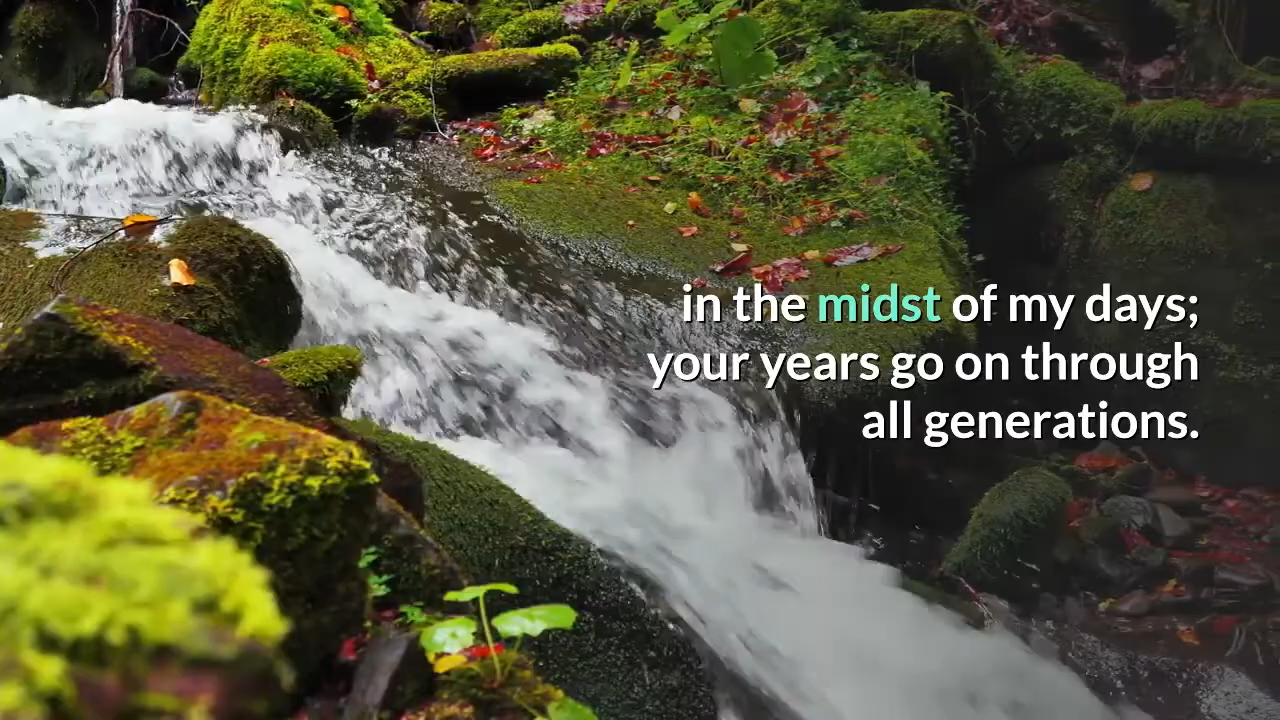 in the midst of my days;
your years go on through
all generations.